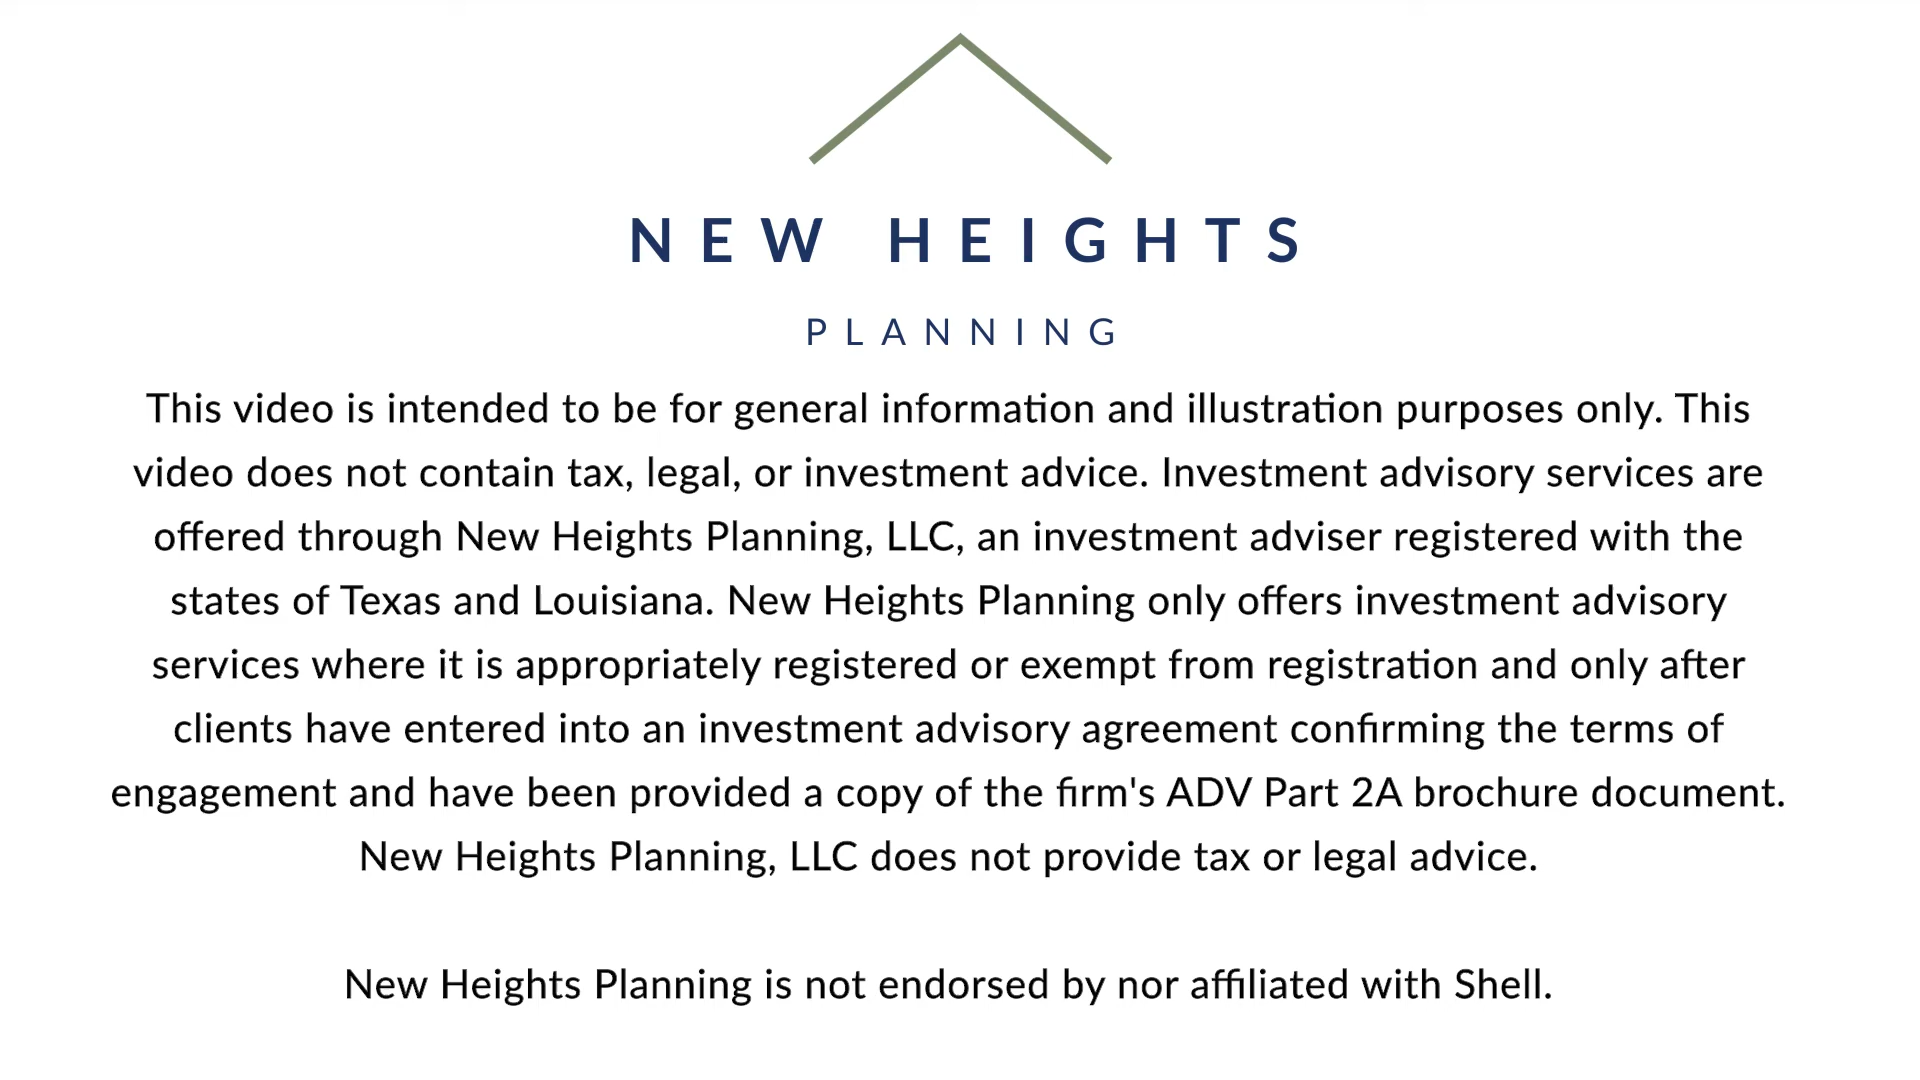 NEW HEIGHTS
PLANNING
This video is intended to be for general information and illustration purposes only. This
video does not contain tax, legal, or investment advice. Investment advisory services are
offered through New Heights Planning, LLC, an investment adviser registered with the
states of Texas and Louisiana. New Heights Planning only offers investment advisory
services where it is appropriately registered or exempt from registration and only after
clients have entered into an investment advisory agreement confirming the terms of
engagement and have been provided a copy of the firm's ADV Part 2A brochure document.
New Heights Planning, LLC does not provide tax or legal advice.
New Heights Planning is not endorsed by nor affiliated with Shell.